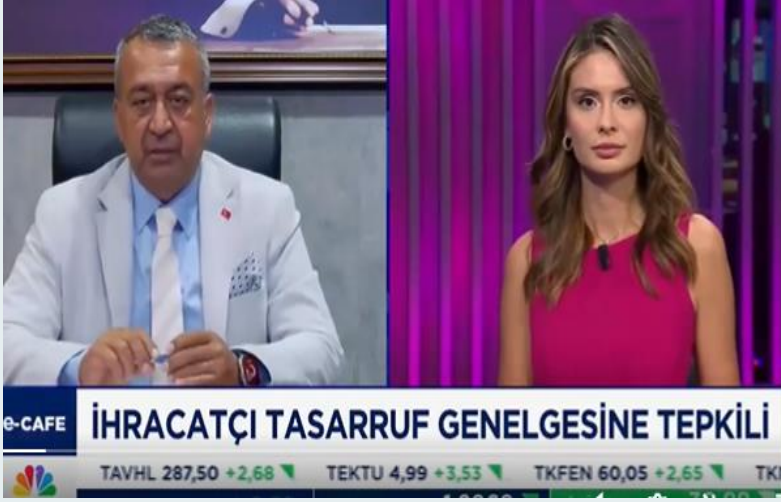 e-CAFE
İHRACATÇI TASARRUF GENELGESİNE TEPKİLİ
TAVHL 287,50 +2,68 TEKTU 4,99 +3,53 TKFEN 60,05 +2,65